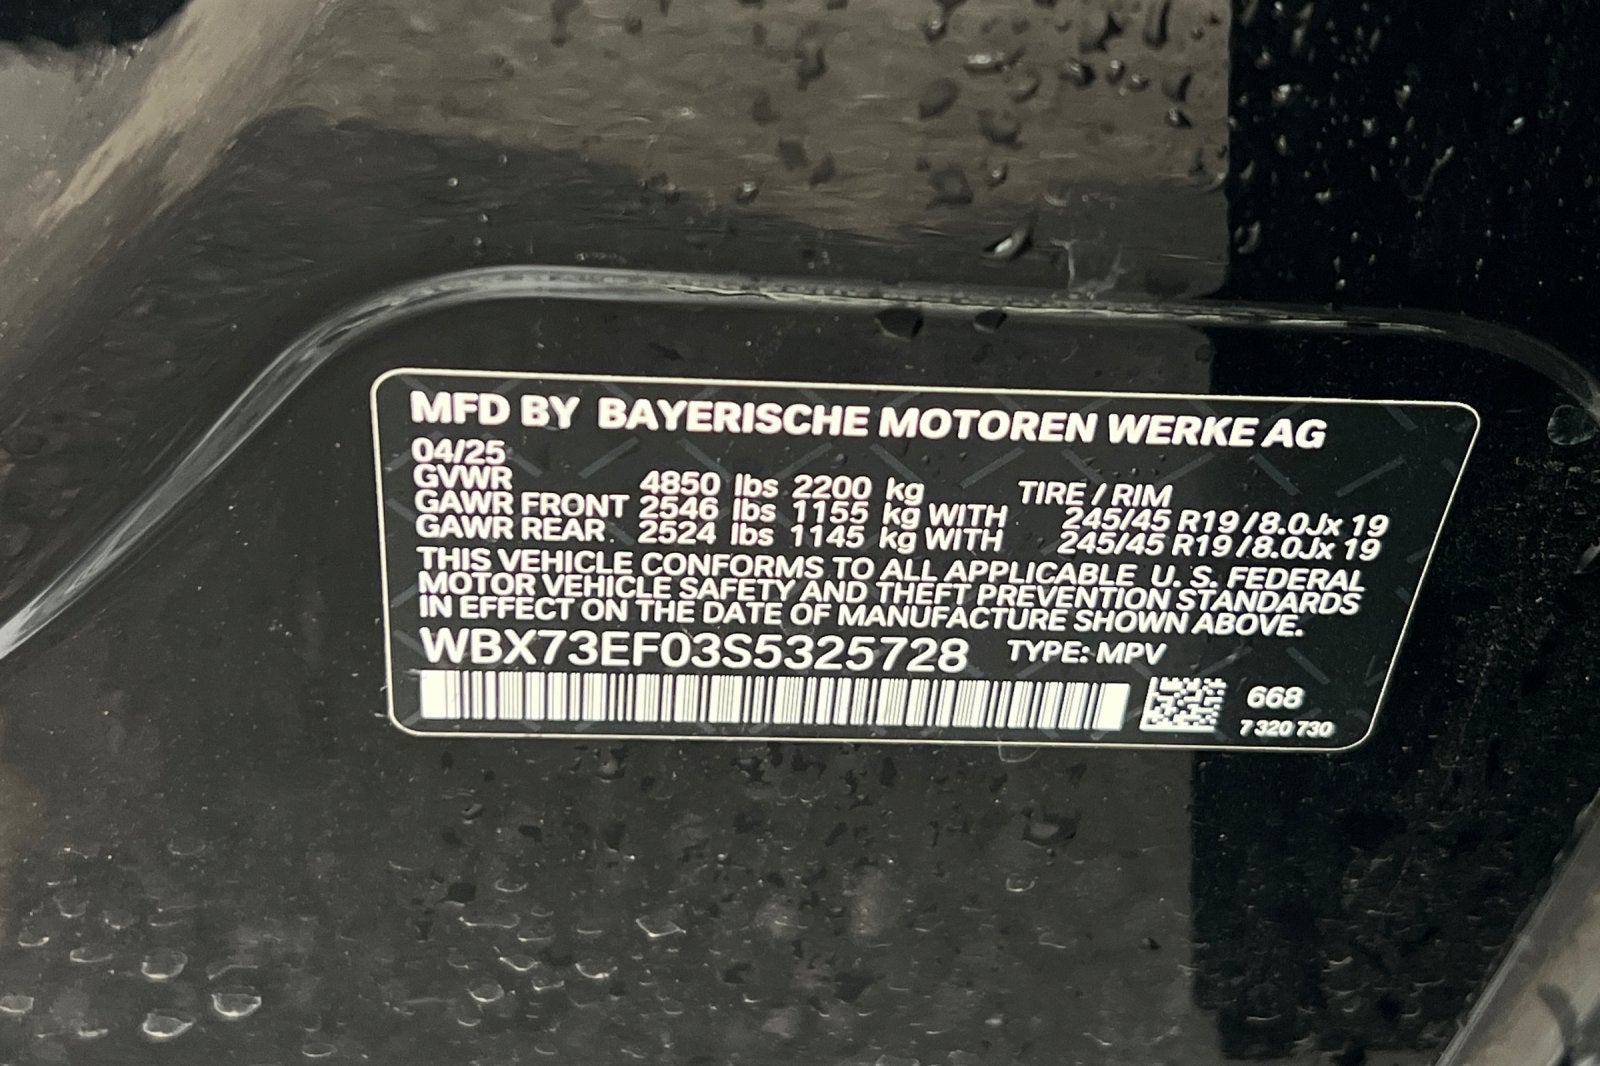 MFD BY BAYERISCHE MOTOREN WERKE AG
04/25
GVWR 4850 lbs 2200 kg TIRE / RIM
GAWR FRONT 2546 lbs 1155 kg WITH 245/45 R19 / 8.0Jx 19
GAWR REAR 2524 lbs 1145 kg WITH 245/45 R19 / 8.0Jx 19
THIS VEHICLE CONFORMS TO ALL APPLICABLE U. S. FEDERAL
MOTOR VEHICLE SAFETY AND THEFT PREVENTION STANDARDS
IN EFFECT ON THE DATE OF MANUFACTURE SHOWN ABOVE.
WBX73EF03S5325728 TYPE: MPV
668
7 320 730